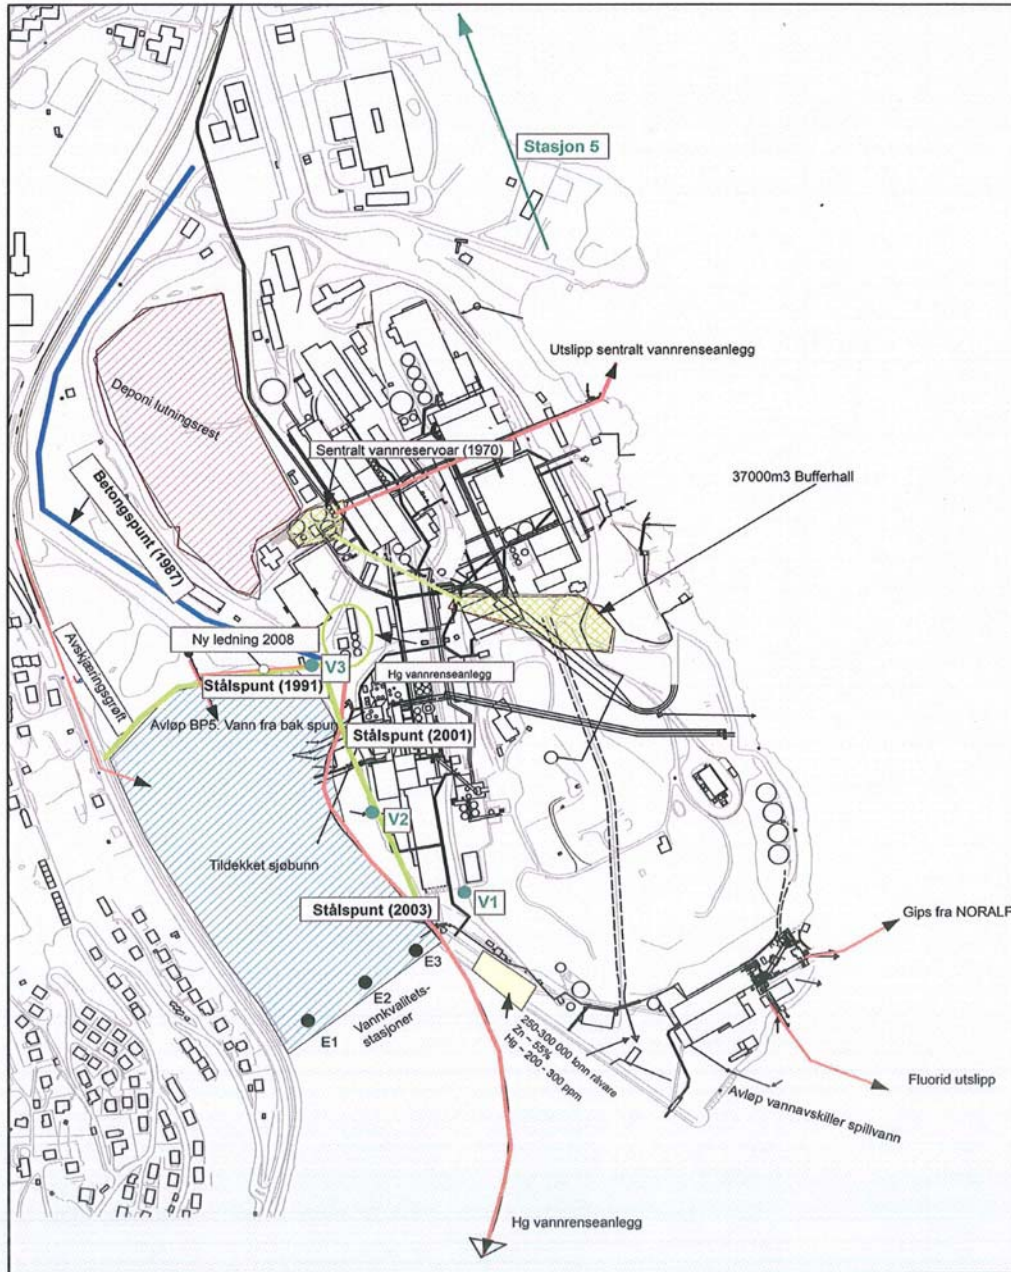 Stasjon 5
Utslipp sentralt vannrenseanlegg
Deponi lutningsrest
Sentralt vannreservoar (1970)
37000m3 Bufferhall
Betongspunt (1987)
Ny ledning 2008
V3
Hg vannrenseanlegg
Avskjæringsgrøft
Stålspunt (1991)
Avløp BP5. Vann fra bak spun
Stålspunt (2001)
V2
Tildekket sjøbunn
V1
Stålspunt (2003)
Gips fra NORALF
E3
E2
E1
Vannkvalitets-
stasjoner
250-300 000 tonn råvare
Zn ~ 55%
Hg ~ 200 - 300 ppm
Fluorid utslipp
Avløp vannavskiller spillvann
Hg vannrenseanlegg